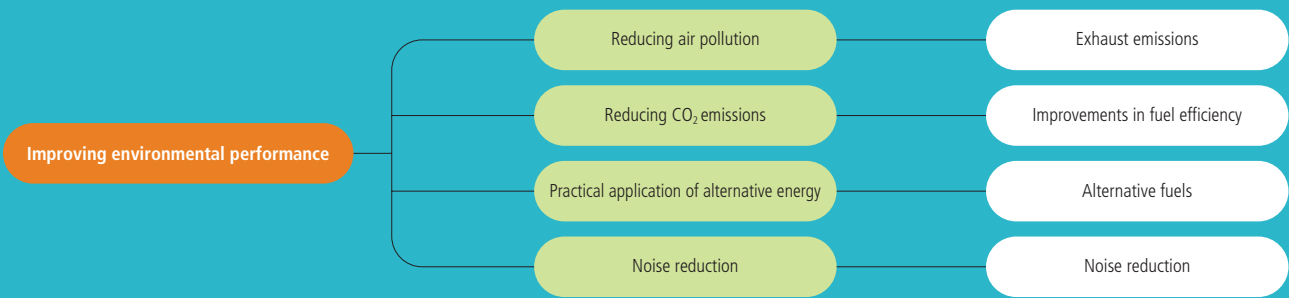 Reducing air pollution
Exhaust emissions
Reducing CO₂ emissions
Improvements in fuel efficiency
Improving environmental performance
Practical application of alternative energy
Alternative fuels
Noise reduction
Noise reduction